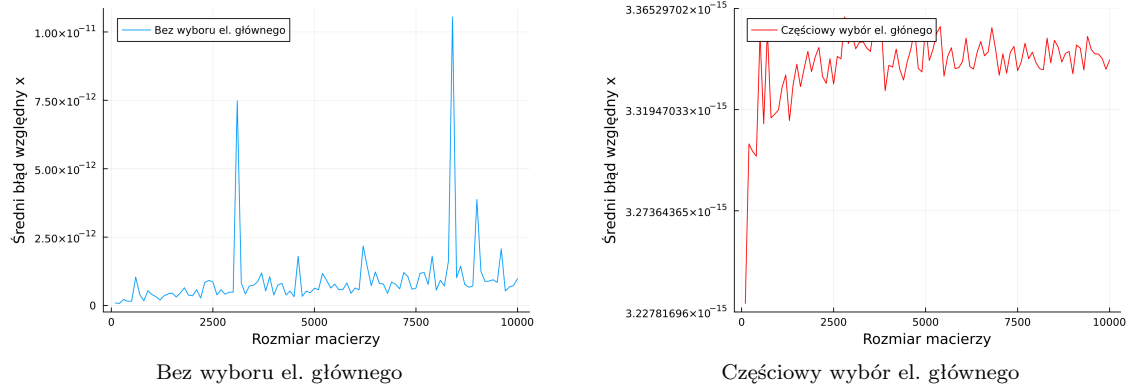 Średni błąd względny x
1.00×10⁻¹¹
7.50×10⁻¹²
5.00×10⁻¹²
2.50×10⁻¹²
0
Bez wyboru el. głównego
0 2500 5000 7500 10000
Rozmiar macierzy
Bez wyboru el. głównego
Średni błąd względny x
3.36529702×10⁻¹⁵
3.31947033×10⁻¹⁵
3.27364365×10⁻¹⁵
3.22781696×10⁻¹⁵
Częściowy wybór el. głónego
0 2500 5000 7500 10000
Rozmiar macierzy
Częściowy wybór el. głównego